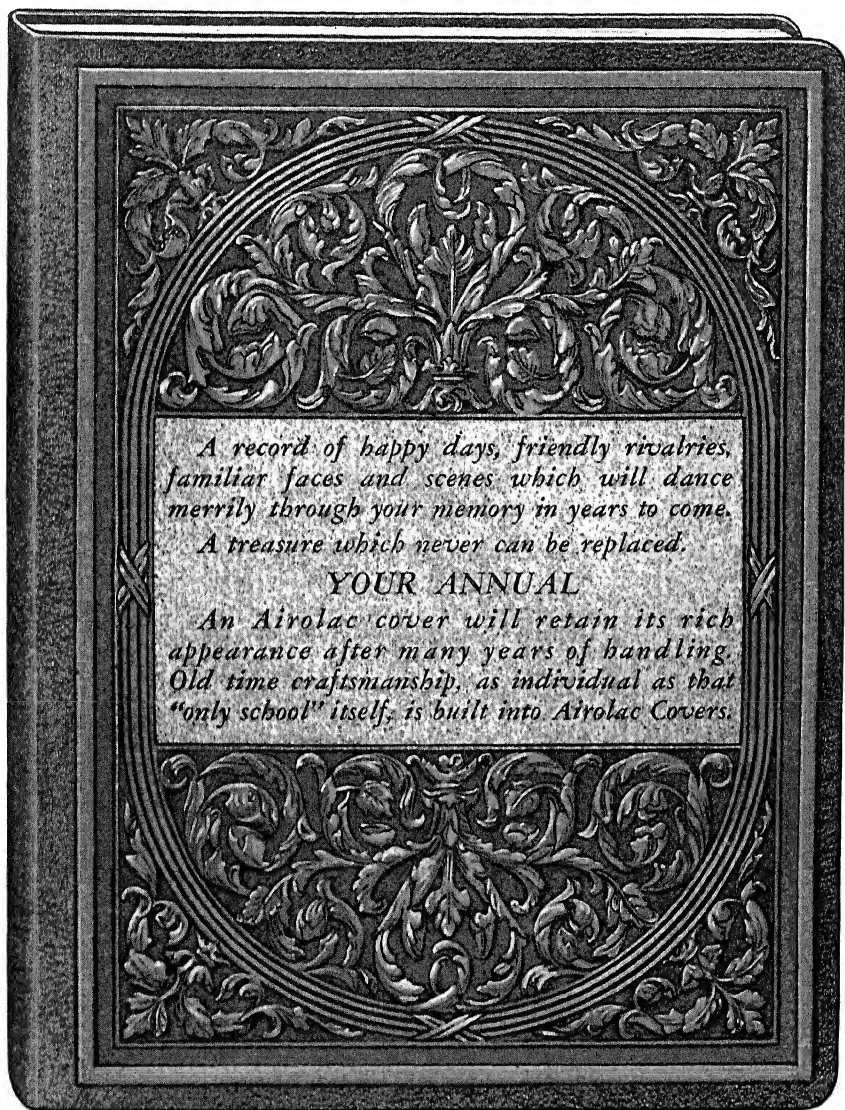 A record of happy days, friendly rivalries,
familiar faces and scenes which will dance
merrily through your memory in years to come.
A treasure which never can be replaced.
YOUR ANNUAL
An Airolac cover will retain its rich
appearance after many years of handling.
Old time craftsmanship, as individual as that
"only school" itself, is built into Airolac Covers.